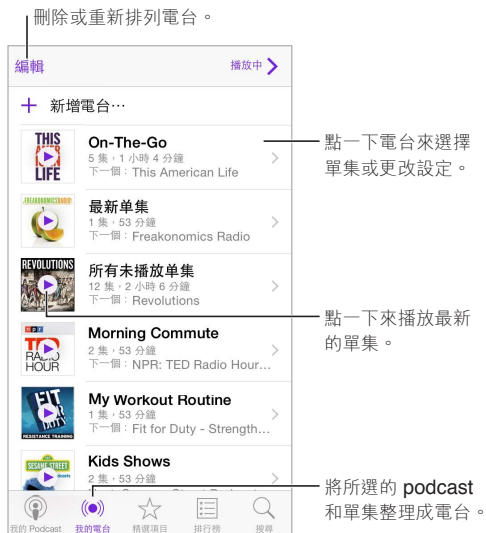 刪除或重新排列電台。
編輯
播放中
新增電台⋯
THIS
AMERICAN
LIFE
On-The-Go
5 集，1 小時 4 分鐘
下一個：This American Life
點一下電台來選擇
單集或更改設定。
FREAKONOMICS RADIO
最新单集
1 集，53 分鐘
下一個：Freakonomics Radio
REVOLUTIONS
所有未播放单集
12 集，2 小時 6 分鐘
下一個：Revolutions
點一下來播放最新
的單集。
npr
TED
RADIO
HOUR
Morning Commute
2 集，53 分鐘
下一個：NPR: TED Radio Hour…
FIT
FOR
DUTY
RESISTANCE TRAINING
My Workout Routine
1 集，53 分鐘
下一個：Fit for Duty - Strength…
SESAME STREET
Kids Shows
2 集，53 分鐘
將所選的 podcast
和單集整理成電台。
我的 Podcast
我的電台
精選項目
排行榜
搜尋